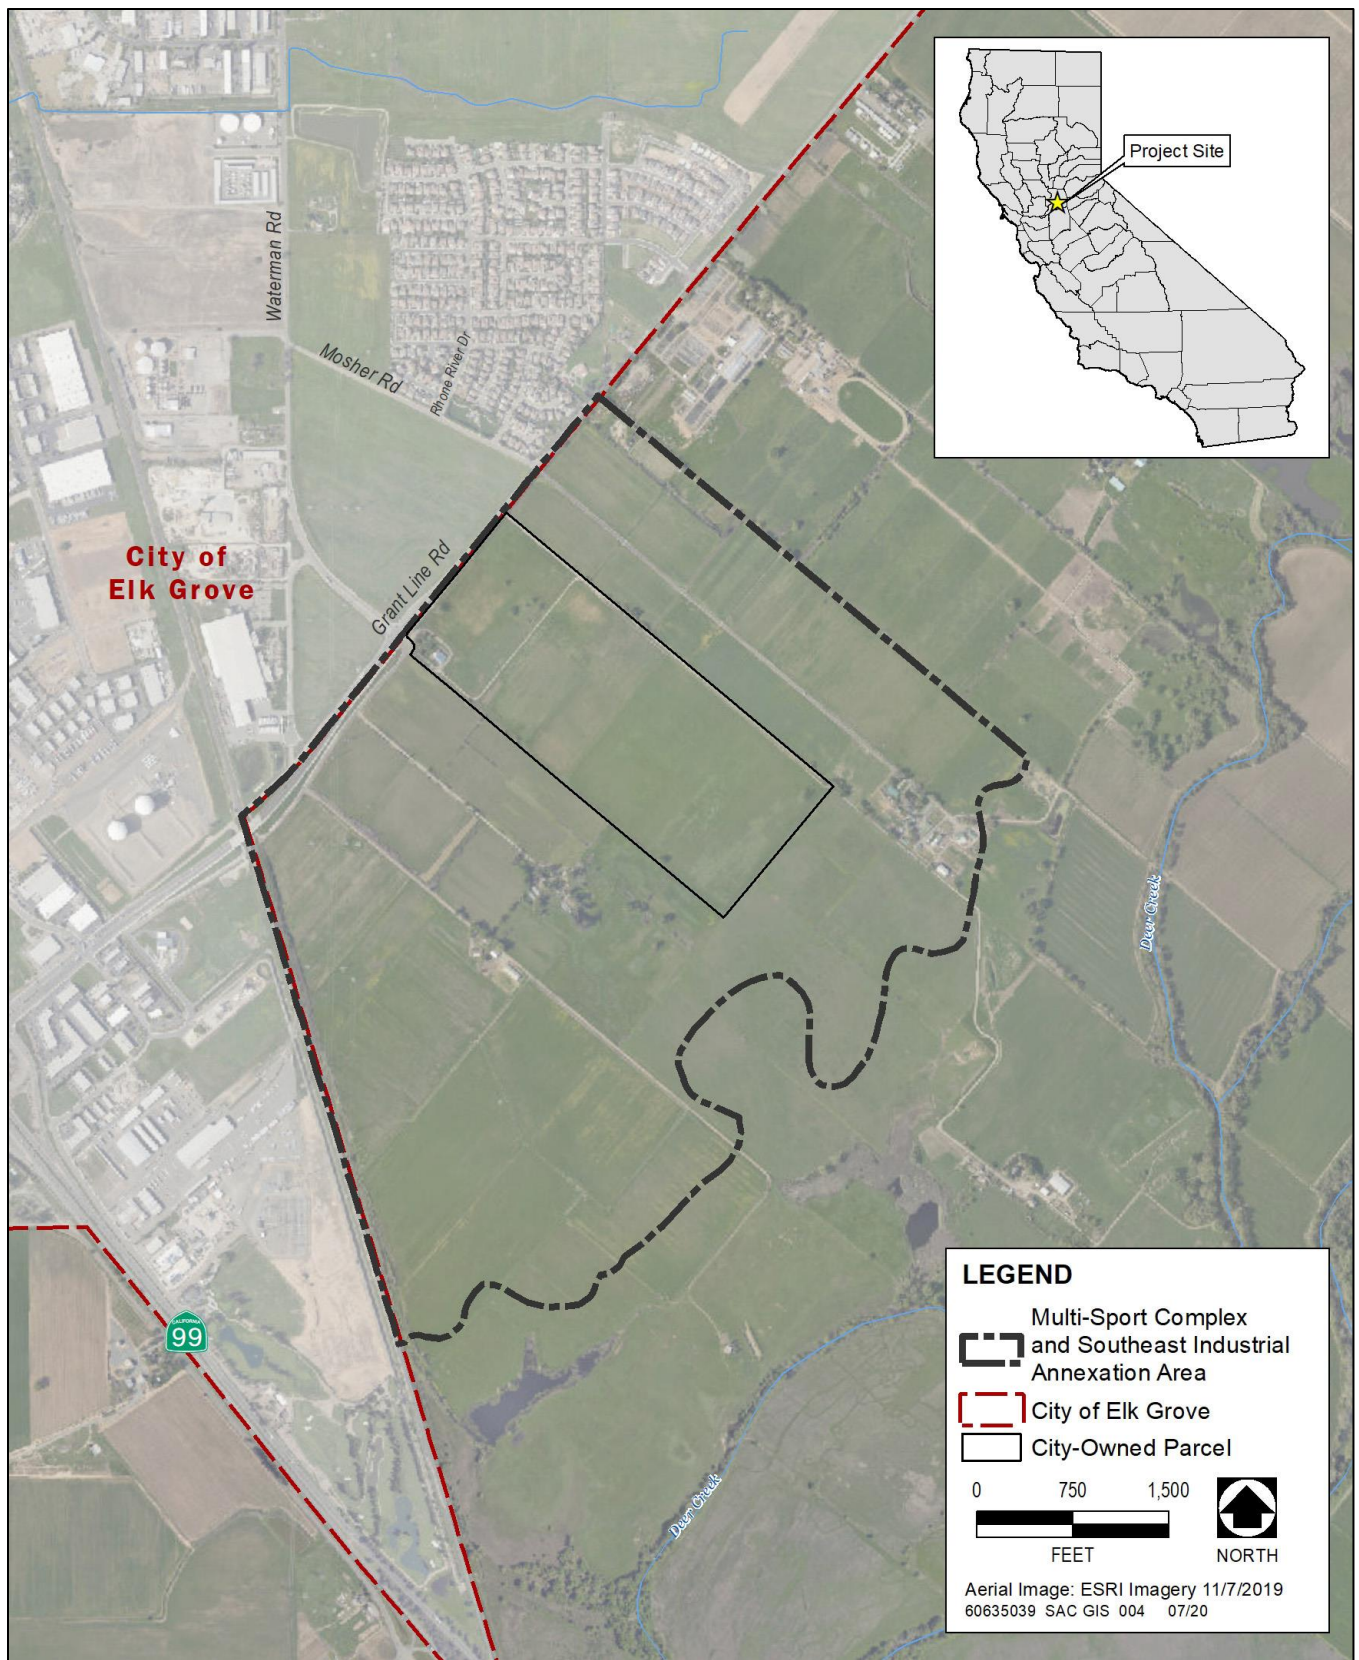 Project Site
Waterman Rd
Mosher Rd
Rhone River Dr
City of
Elk Grove
Grant Line Rd
Deer Creek
CALIFORNIA
99
Deer Creek
LEGEND
Multi-Sport Complex
and Southeast Industrial
Annexation Area
City of Elk Grove
City-Owned Parcel
0 750 1,500
FEET
NORTH
Aerial Image: ESRI Imagery 11/7/2019
60635039 SAC GIS 004 07/20